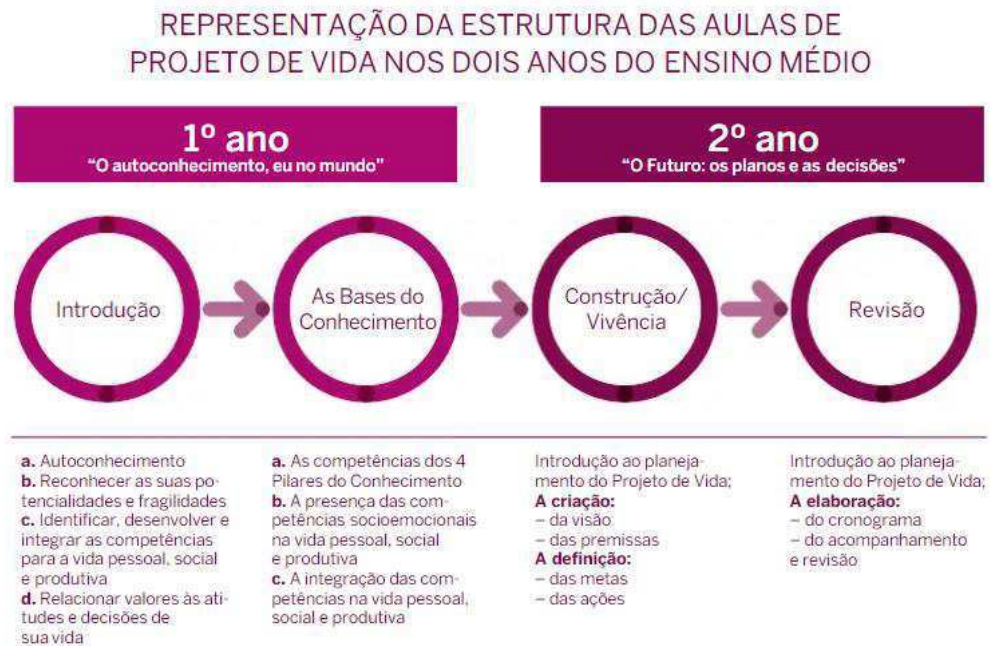 REPRESENTAÇÃO DA ESTRUTURA DAS AULAS DE
PROJETO DE VIDA NOS DOIS ANOS DO ENSINO MÉDIO
1º ano
“O autoconhecimento, eu no mundo”
2º ano
“O Futuro: os planos e as decisões”
Introdução
As Bases do
Conhecimento
Construção/
Vivência
Revisão
a. Autoconhecimento
b. Reconhecer as suas po-
tencialidades e fragilidades
c. Identificar, desenvolver e
integrar as competências
para a vida pessoal, social
e produtiva
d. Relacionar valores às ati-
tudes e decisões de
sua vida
a. As competências dos 4
Pilares do Conhecimento
b. A presença das com-
petências socioemocionais
na vida pessoal, social
e produtiva
c. A integração das com-
petências na vida pessoal,
social e produtiva
Introdução ao planeja-
mento do Projeto de Vida;
A criação:
– da visão
– das premissas
A definição:
– das metas
– das ações
Introdução ao planeja-
mento do Projeto de Vida;
A elaboração:
– do cronograma
– do acompanhamento
e revisão